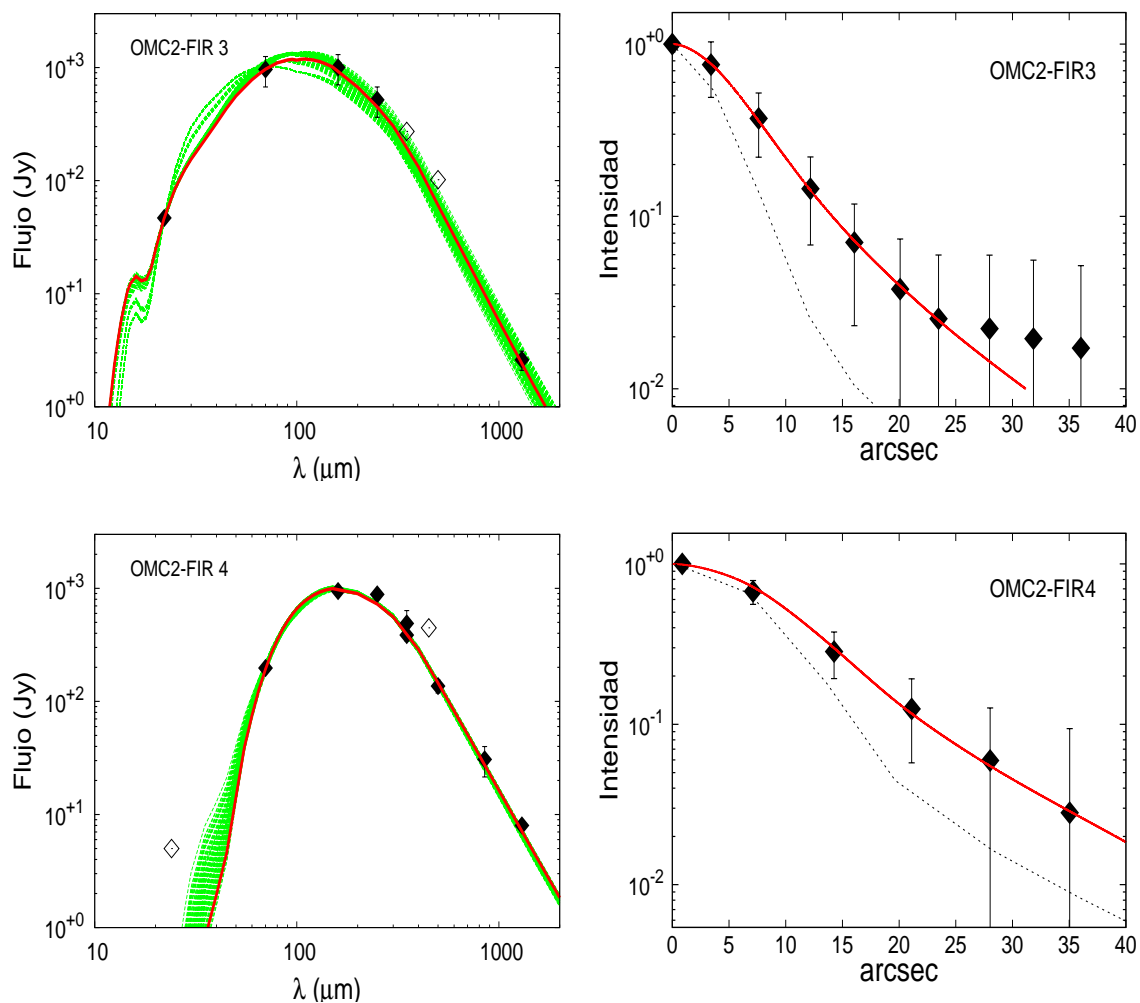 OMC2-FIR 3
Flujo (Jy)
10+3
10+2
10+1
10+0
10 100 1000
λ (μm)
OMC2-FIR3
Intensidad
10+0
10-1
10-2
0 5 10 15 20 25 30 35 40
arcsec
OMC2-FIR 4
Flujo (Jy)
10+3
10+2
10+1
10+0
10 100 1000
λ (μm)
OMC2-FIR4
Intensidad
10+0
10-1
10-2
0 5 10 15 20 25 30 35 40
arcsec